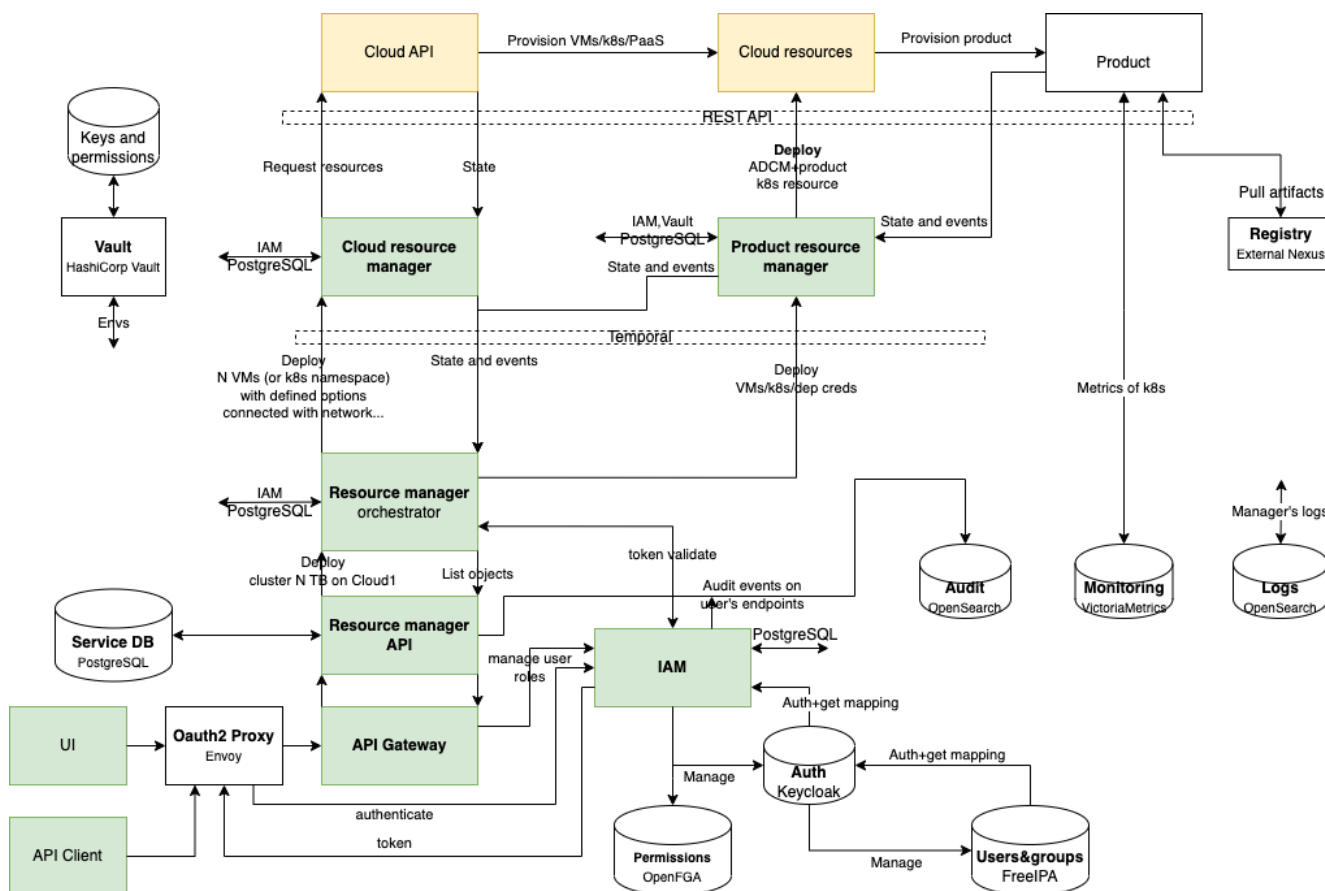 Cloud API
Provision VMs/k8s/PaaS
Cloud resources
Provision product
Product
REST API
Keys and
permissions
Request resources
State
Deploy
ADCM+product
k8s resource
Pull artifacts
Vault
HashiCorp Vault
IAM
PostgreSQL
Cloud resource
manager
IAM,Vault
PostgreSQL
Product resource
manager
State and events
Registry
External Nexus
State and events
Envs
Temporal
Deploy
N VMs (or k8s namespace)
with defined options
connected with network...
State and events
Deploy
VMs/k8s/dep creds
Metrics of k8s
IAM
PostgreSQL
Resource manager
orchestrator
Manager's logs
Deploy
cluster N TB on Cloud1
List objects
token validate
Audit events on
user's endpoints
Audit
OpenSearch
Monitoring
VictoriaMetrics
Logs
OpenSearch
Service DB
PostgreSQL
Resource manager
API
manage user
roles
IAM
PostgreSQL
UI
Oauth2 Proxy
Envoy
API Gateway
Auth+get mapping
Auth+get mapping
authenticate
Manage
Auth
Keycloak
API Client
token
Permissions
OpenFGA
Manage
Users&groups
FreeIPA